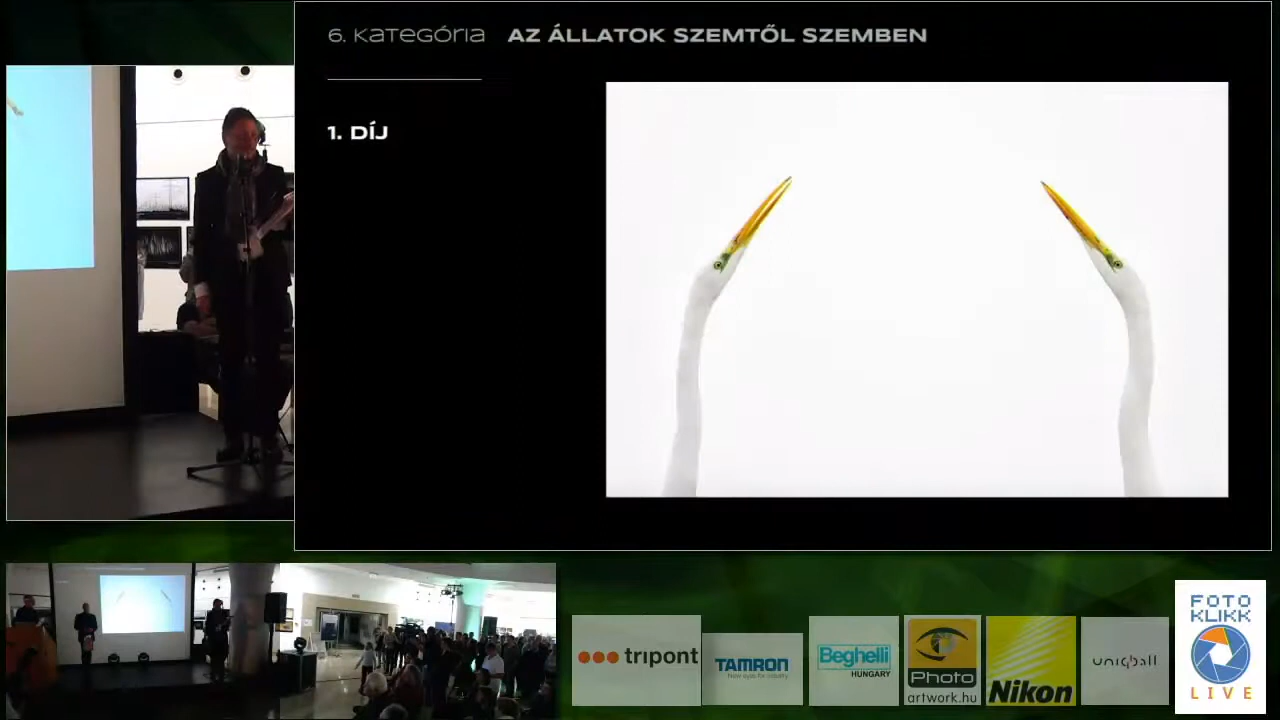 6. Kategória AZ ÁLLATOK SZEMTŐL SZEMBEN
1. DÍJ
tripont
TAMRON
New eyes for industry
Beghelli
HUNGARY
Photo
artwork.hu
Nikon
uniqball
FOTO
KLIKK
LIVE